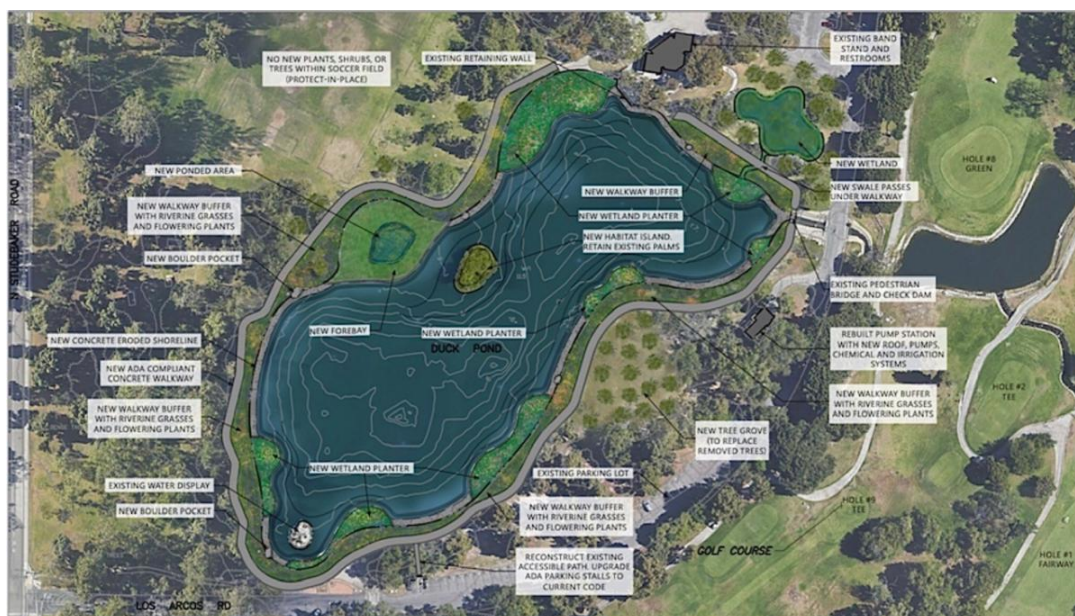 NO NEW PLANTS, SHRUBS, OR
TREES WITHIN SOCCER FIELD
(PROTECT-IN-PLACE)
EXISTING RETAINING WALL
EXISTING BAND
STAND AND
RESTROOMS
HOLE #8
GREEN
NEW WETLAND
NEW PONDED AREA
NEW WALKWAY BUFFER
NEW SWALE PASSES
UNDER WALKWAY
N STUDEBAKER ROAD
NEW WALKWAY BUFFER
WITH RIVERINE GRASSES
AND FLOWERING PLANTS
NEW WETLAND PLANTER
NEW HABITAT ISLAND.
RETAIN EXISTING PALMS
NEW BOULDER POCKET
EXISTING PEDESTRIAN
BRIDGE AND CHECK DAM
NEW FOREBAY
NEW WETLAND PLANTER
DUCK POND
NEW CONCRETE ERODED SHORELINE
REBUILT PUMP STATION
WITH NEW ROOF, PUMPS,
CHEMICAL AND IRRIGATION
SYSTEMS
NEW ADA COMPLIANT
CONCRETE WALKWAY
HOLE #2
TEE
NEW WALKWAY BUFFER
WITH RIVERINE GRASSES
AND FLOWERING PLANTS
NEW WALKWAY BUFFER
WITH RIVERINE GRASSES
AND FLOWERING PLANTS
NEW TREE GROVE
(TO REPLACE
REMOVED TREES)
NEW WETLAND PLANTER
EXISTING PARKING LOT
EXISTING WATER DISPLAY
NEW BOULDER POCKET
HOLE #9
TEE
NEW WALKWAY BUFFER
WITH RIVERINE GRASSES
AND FLOWERING PLANTS
GOLF COURSE
RECONSTRUCT EXISTING
ACCESSIBLE PATH. UPGRADE
ADA PARKING STALLS TO
CURRENT CODE
HOLE #1
FAIRWAY
LOS ARCOS RD